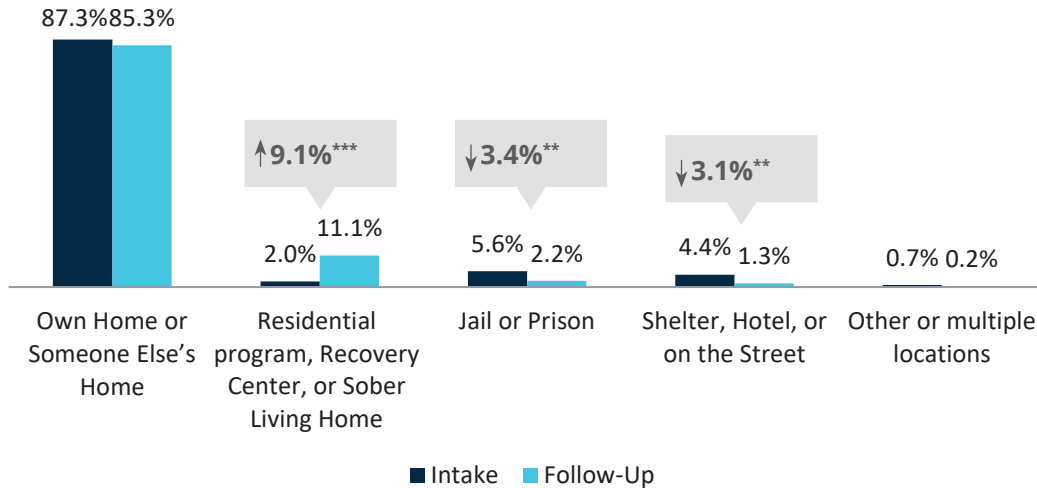 87.3% 85.3%
↑9.1%***
↓3.4%**
↓3.1%**
2.0%
11.1%
5.6%
2.2%
4.4%
1.3%
0.7% 0.2%
Own Home or
Someone Else’s
Home
Residential
program, Recovery
Center, or Sober
Living Home
Jail or Prison
Shelter, Hotel, or
on the Street
Other or multiple
locations
Intake
Follow-Up